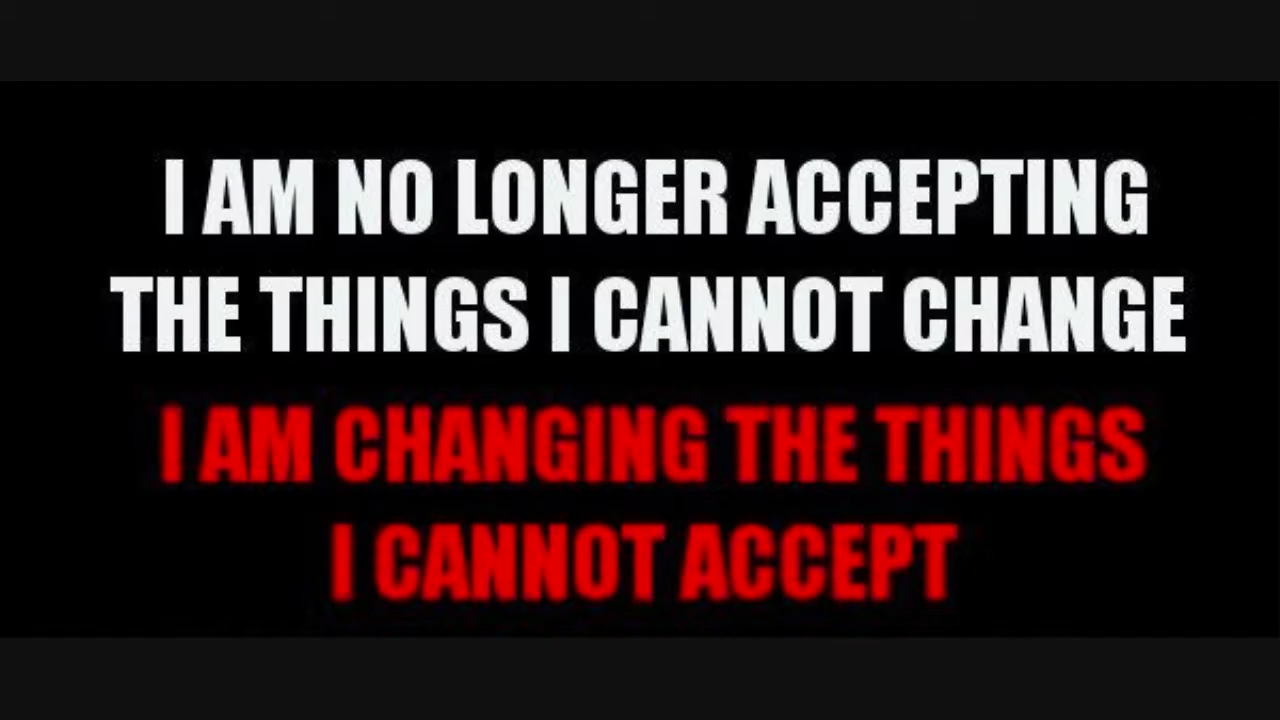 I AM NO LONGER ACCEPTING
THE THINGS I CANNOT CHANGE
I AM CHANGING THE THINGS
I CANNOT ACCEPT